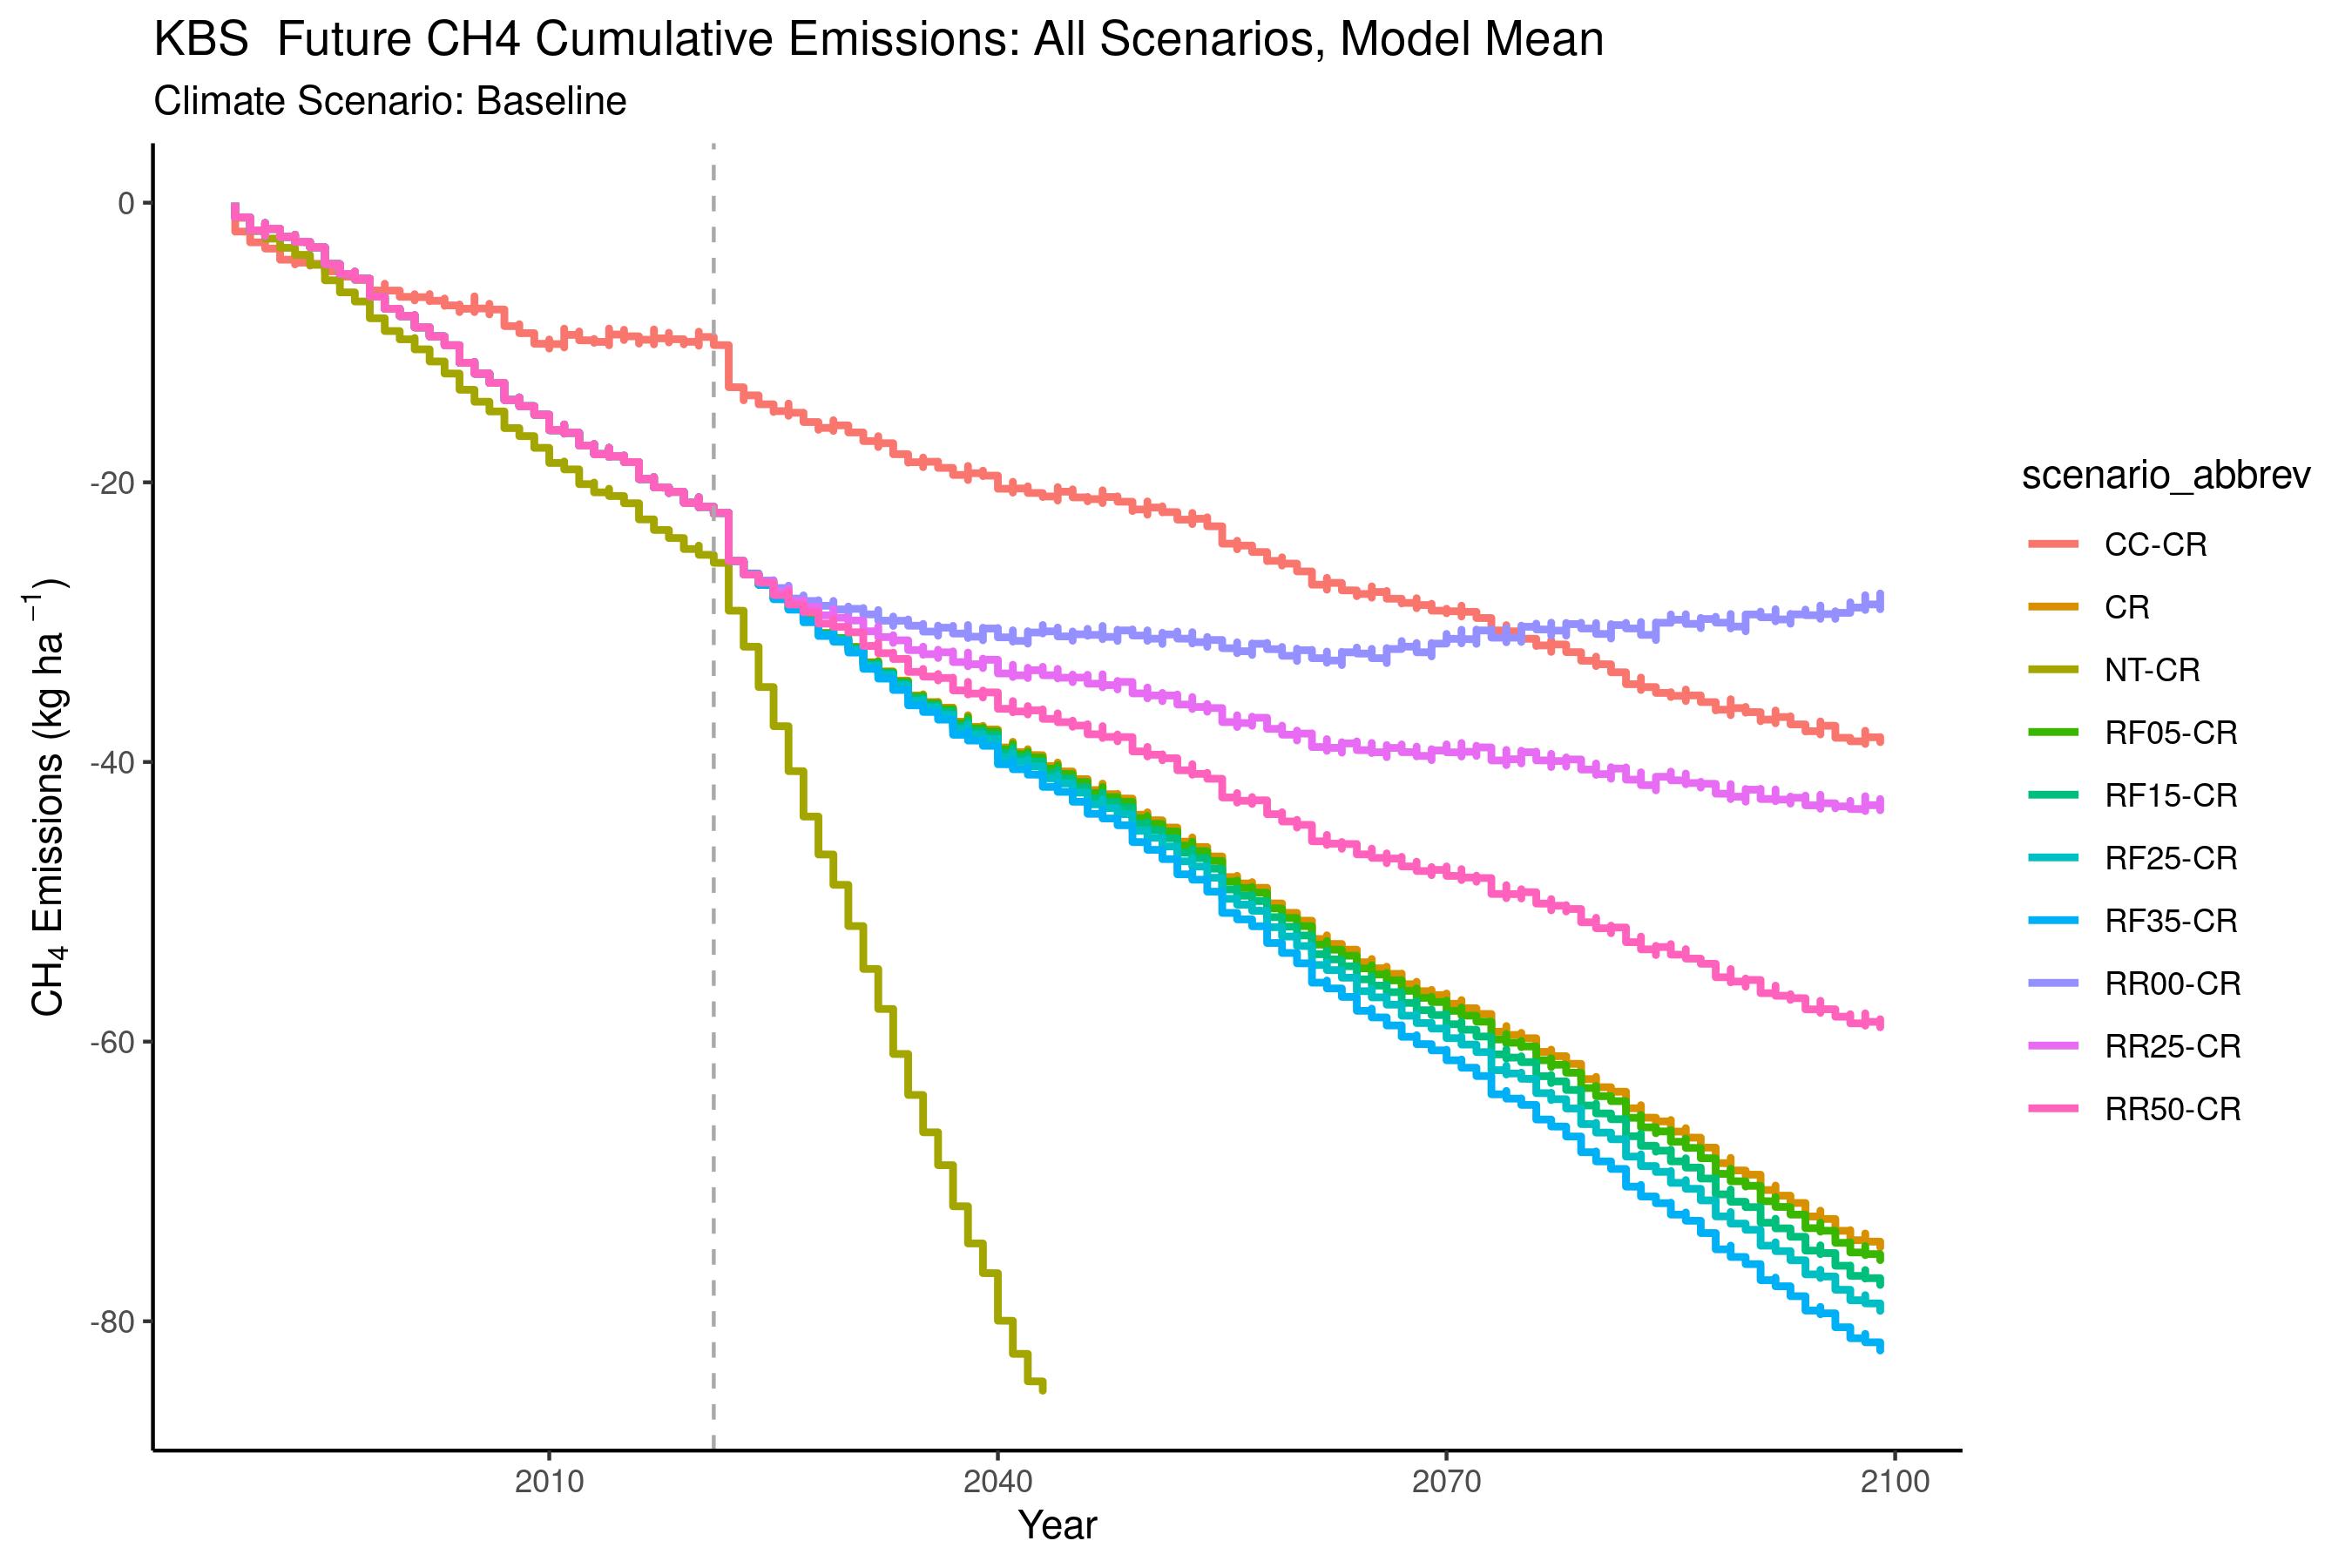 KBS  Future CH4 Cumulative Emissions: All Scenarios, Model Mean
Climate Scenario: Baseline
CH₄ Emissions (kg ha ⁻¹)
0
-20
-40
-60
-80
2010
2040
2070
2100
Year
scenario_abbrev
CC-CR
CR
NT-CR
RF05-CR
RF15-CR
RF25-CR
RF35-CR
RR00-CR
RR25-CR
RR50-CR